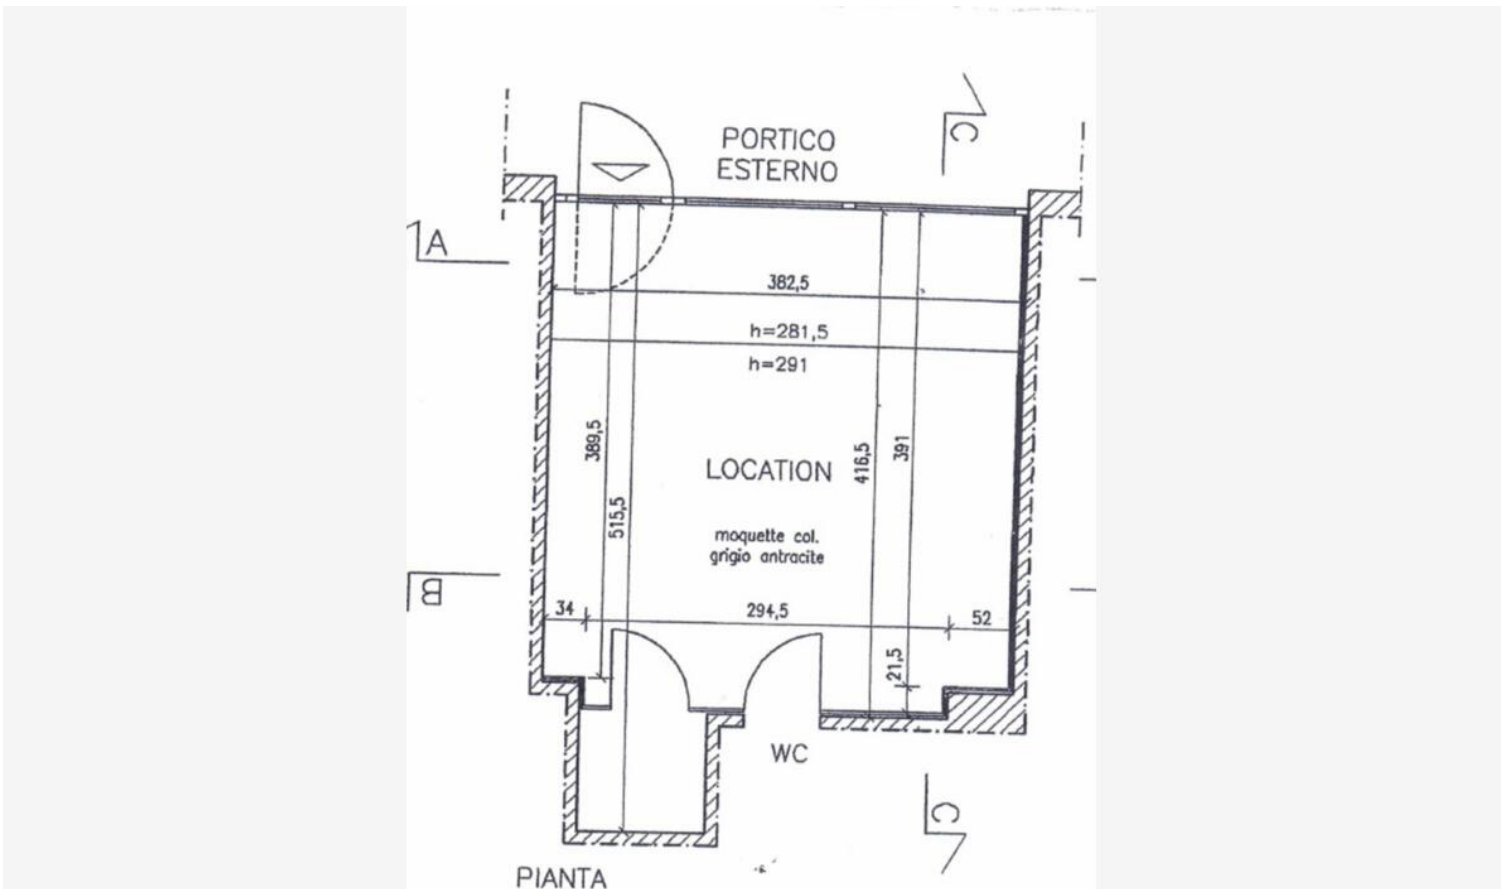 C
PORTICO
ESTERNO
A
382,5
h=281,5
h=291
389,5
515,5
LOCATION
416,5
391
moquette col.
grigio antracite
B
34
294,5
52
21,5
WC
C
PIANTA